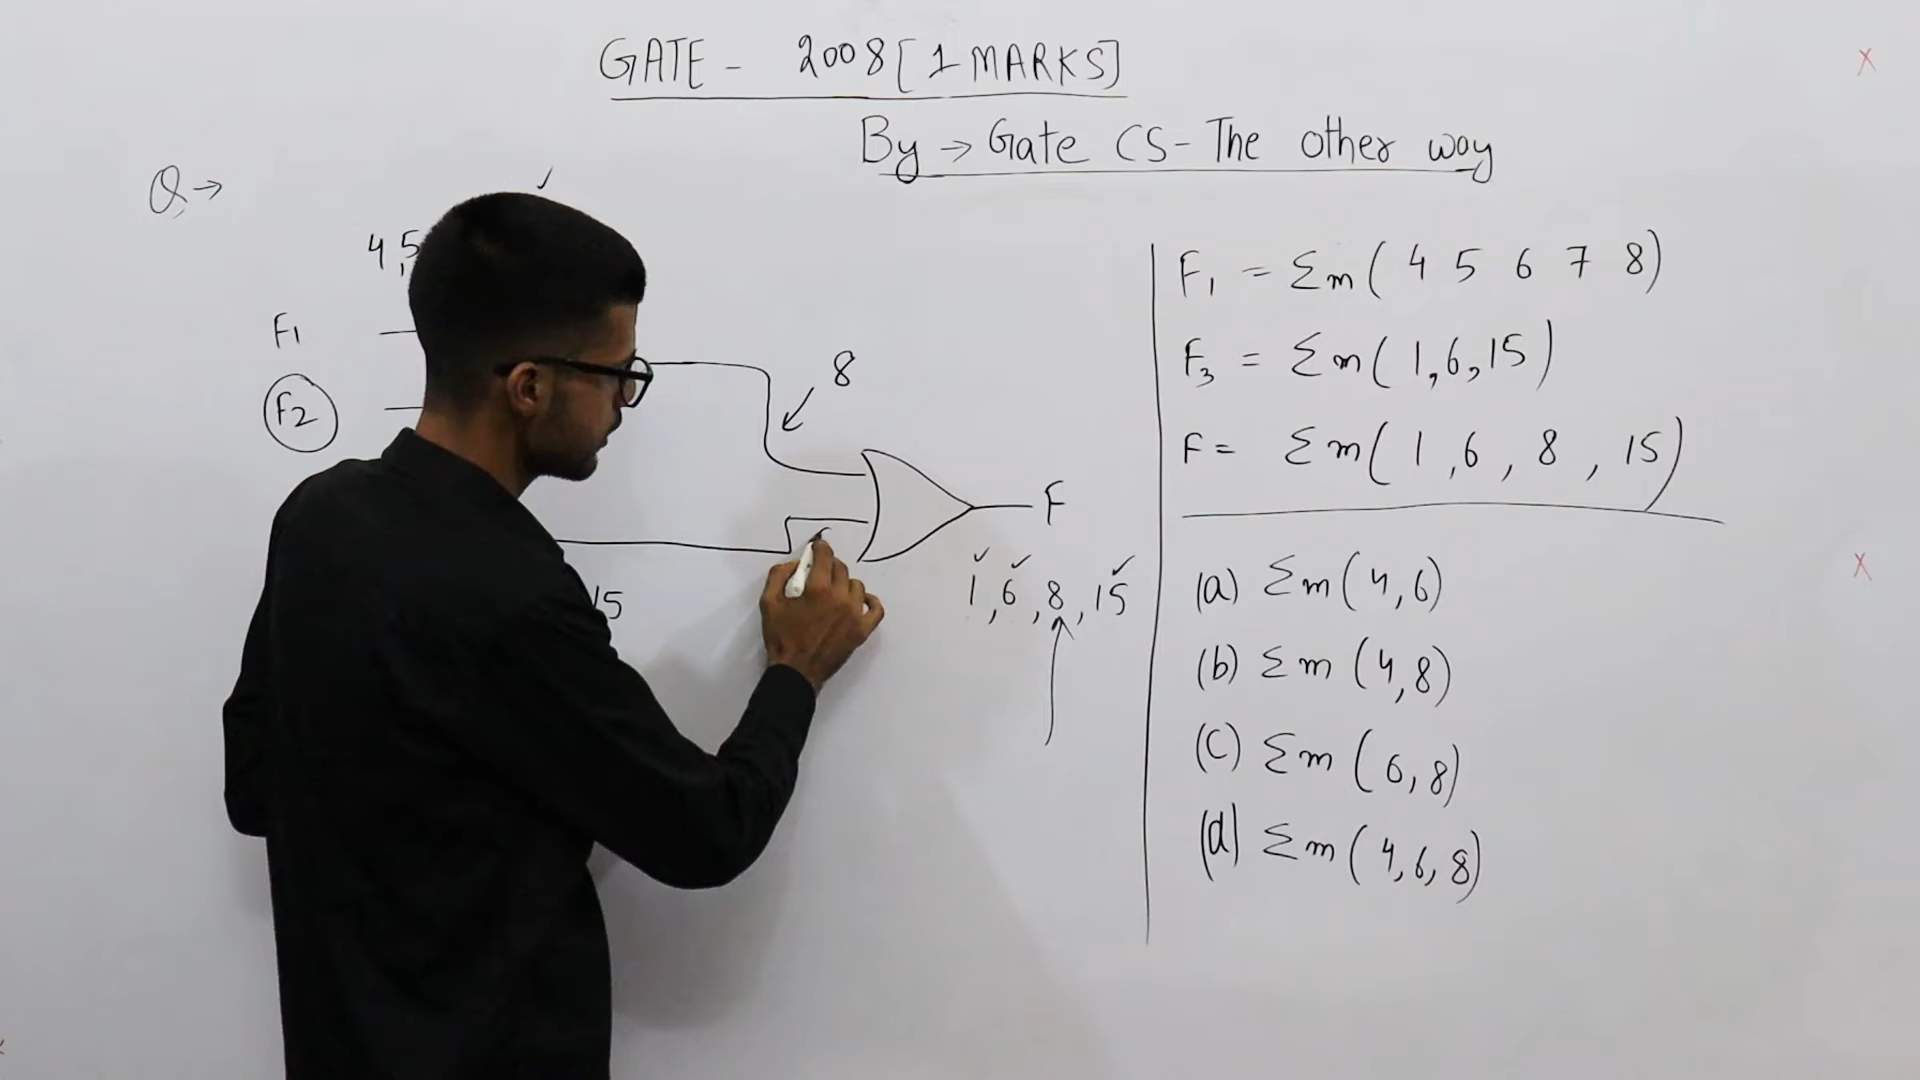 GATE - 2008 [1 MARKS]
By → Gate CS - The other way
Q →
4,5
F1
F2
8
F
1, 6, 8, 15
15
F₁ = Σm( 4 5 6 7 8)
F₃ = Σm( 1,6,15)
F = Σm( 1 ,6 , 8 , 15)
(a) Σm(4,6)
(b) Σm (4,8)
(C) Σm (6,8)
(d) Σm (4,6,8)